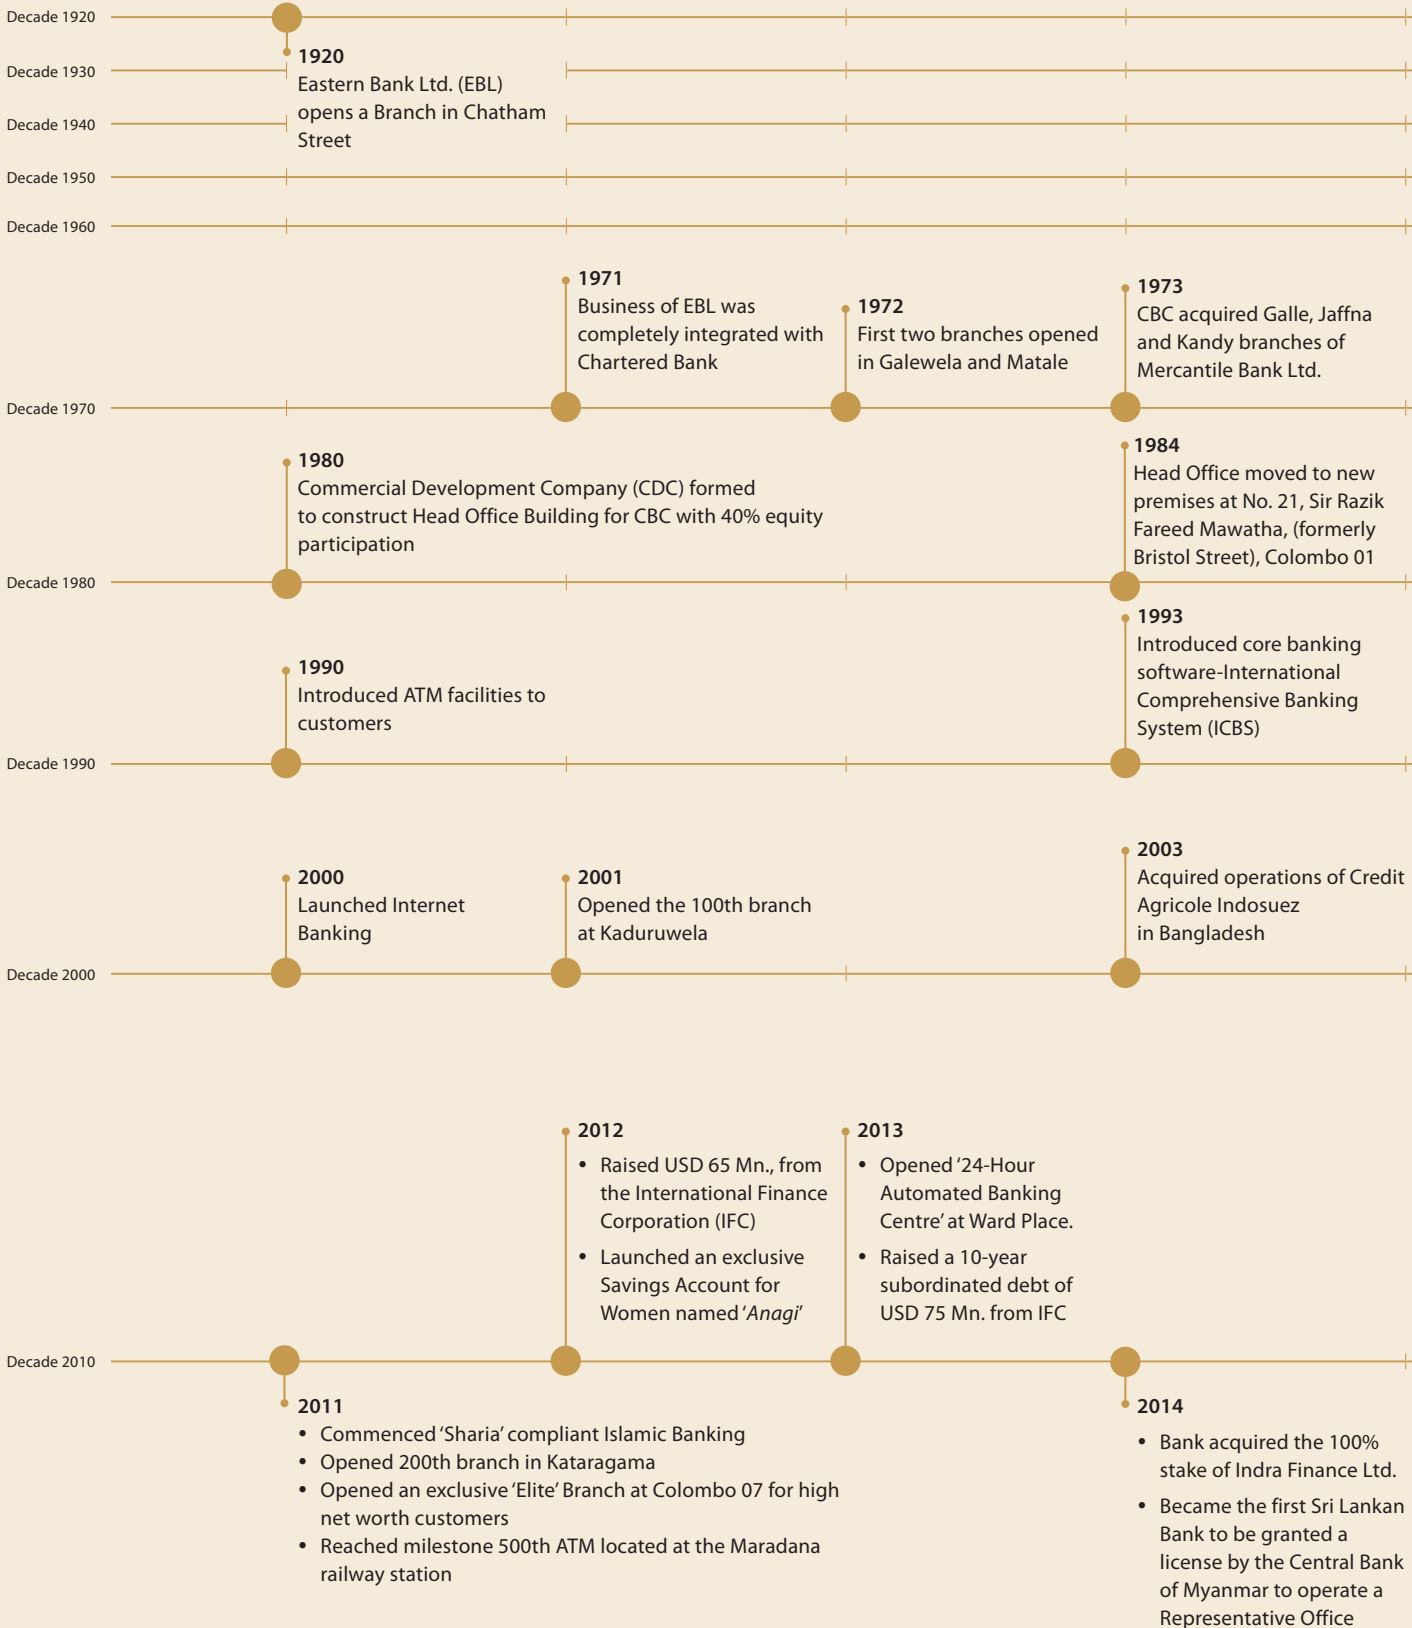 Decade 1920
1920
Eastern Bank Ltd. (EBL)
opens a Branch in Chatham
Street
Decade 1930
Decade 1940
Decade 1950
Decade 1960
1971
Business of EBL was
completely integrated with
Chartered Bank
1972
First two branches opened
in Galewela and Matale
1973
CBC acquired Galle, Jaffna
and Kandy branches of
Mercantile Bank Ltd.
Decade 1970
1980
Commercial Development Company (CDC) formed
to construct Head Office Building for CBC with 40% equity
participation
1984
Head Office moved to new
premises at No. 21, Sir Razik
Fareed Mawatha, (formerly
Bristol Street), Colombo 01
Decade 1980
1990
Introduced ATM facilities to
customers
1993
Introduced core banking
software-International
Comprehensive Banking
System (ICBS)
Decade 1990
2000
Launched Internet
Banking
2001
Opened the 100th branch
at Kaduruwela
2003
Acquired operations of Credit
Agricole Indosuez
in Bangladesh
Decade 2000
2012
• Raised USD 65 Mn., from
the International Finance
Corporation (IFC)
• Launched an exclusive
Savings Account for
Women named ‘Anagi’
2013
• Opened ‘24-Hour
Automated Banking
Centre’ at Ward Place.
• Raised a 10-year
subordinated debt of
USD 75 Mn. from IFC
Decade 2010
2011
• Commenced ‘Sharia’ compliant Islamic Banking
• Opened 200th branch in Kataragama
• Opened an exclusive ‘Elite’ Branch at Colombo 07 for high
net worth customers
• Reached milestone 500th ATM located at the Maradana
railway station
2014
• Bank acquired the 100%
stake of Indra Finance Ltd.
• Became the first Sri Lankan
Bank to be granted a
license by the Central Bank
of Myanmar to operate a
Representative Office